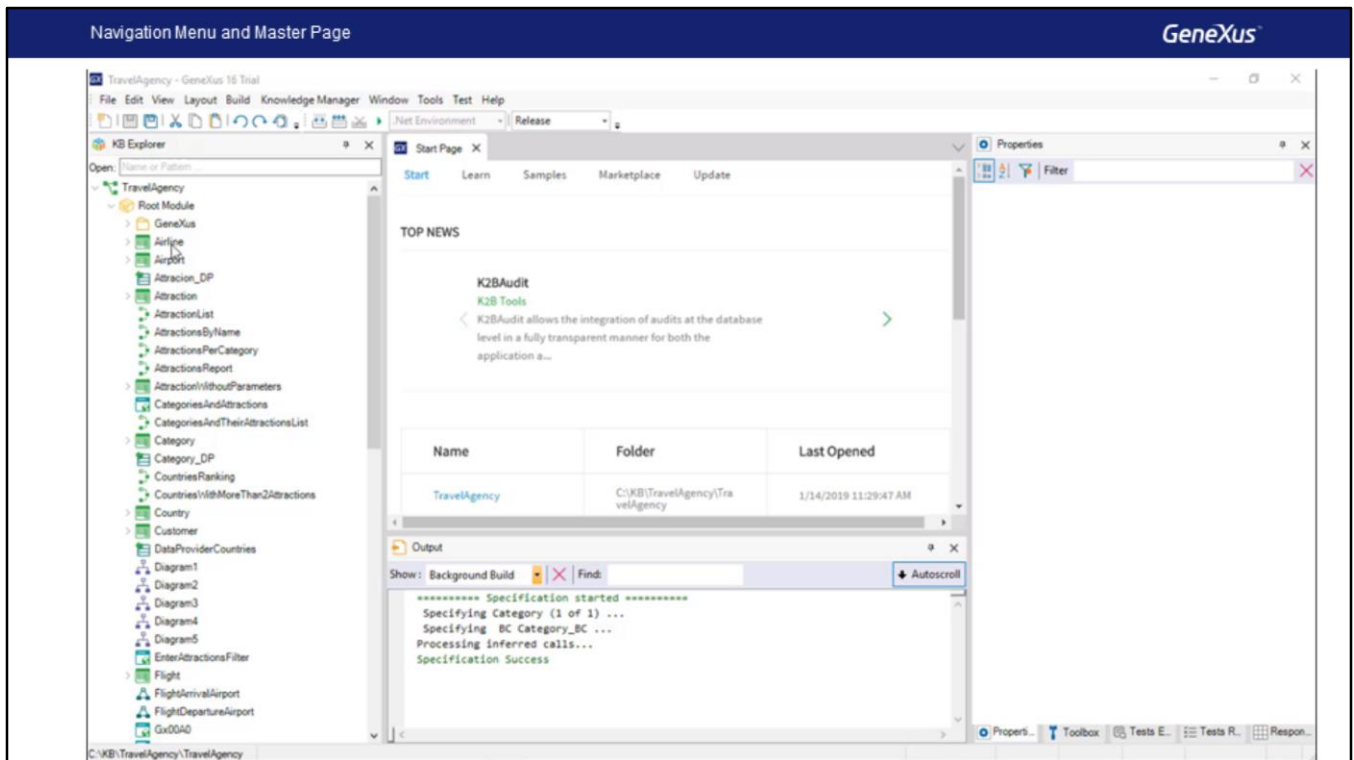 Navigation Menu and Master Page
GeneXus
GX TravelAgency - GeneXus 16 Trial
File Edit View Layout Build Knowledge Manager Window Tools Test Help
.Net Environment Release
KB Explorer
Open: Name or Pattern ...
TravelAgency
Root Module
GeneXus
Airline
Airport
Attracion_DP
Attraction
AttractionList
AttractionsByName
AttractionsPerCategory
AttractionsReport
AttractionWithoutParameters
CategoriesAndAttractions
CategoriesAndTheirAttractionsList
Category
Category_DP
CountriesRanking
CountriesWithMoreThan2Attractions
Country
Customer
DataProviderCountries
Diagram1
Diagram2
Diagram3
Diagram4
Diagram5
EnterAttractionsFilter
Flight
FlightArrivalAirport
FlightDepartureAirport
Gx00A0
C:\KB\TravelAgency\TravelAgency
GX Start Page
Start Learn Samples Marketplace Update
TOP NEWS
K2BAudit
K2B Tools
K2BAudit allows the integration of audits at the database
level in a fully transparent manner for both the
application a...
Name Folder Last Opened
TravelAgency C:\KB\TravelAgency\Tra 1/14/2019 11:29:47 AM
velAgency
Output
Show: Background Build Find: Autoscroll
========== Specification started ==========
Specifying Category (1 of 1) ...
Specifying BC Category_BC ...
Processing inferred calls...
Specification Success
Properties
Filter
Properti... Toolbox Tests E... Tests R... Respon...